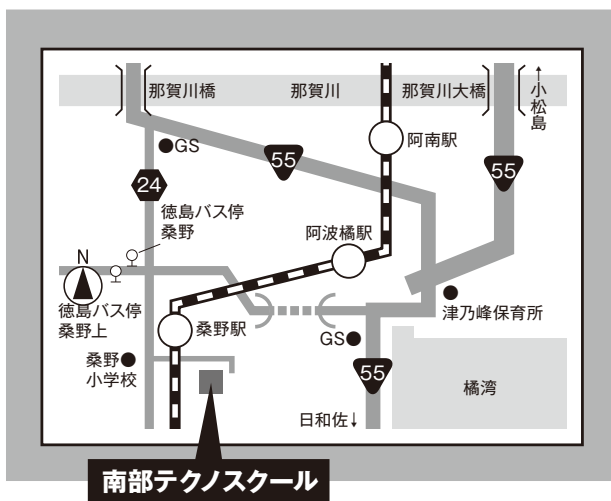 那賀川橋
那賀川
那賀川大橋
↑小松島
GS
55
阿南駅
55
24
徳島バス停
桑野
阿波橘駅
N
徳島バス停
桑野上
桑野駅
津乃峰保育所
GS
桑野
小学校
55
橘湾
日和佐↓
南部テクノスクール